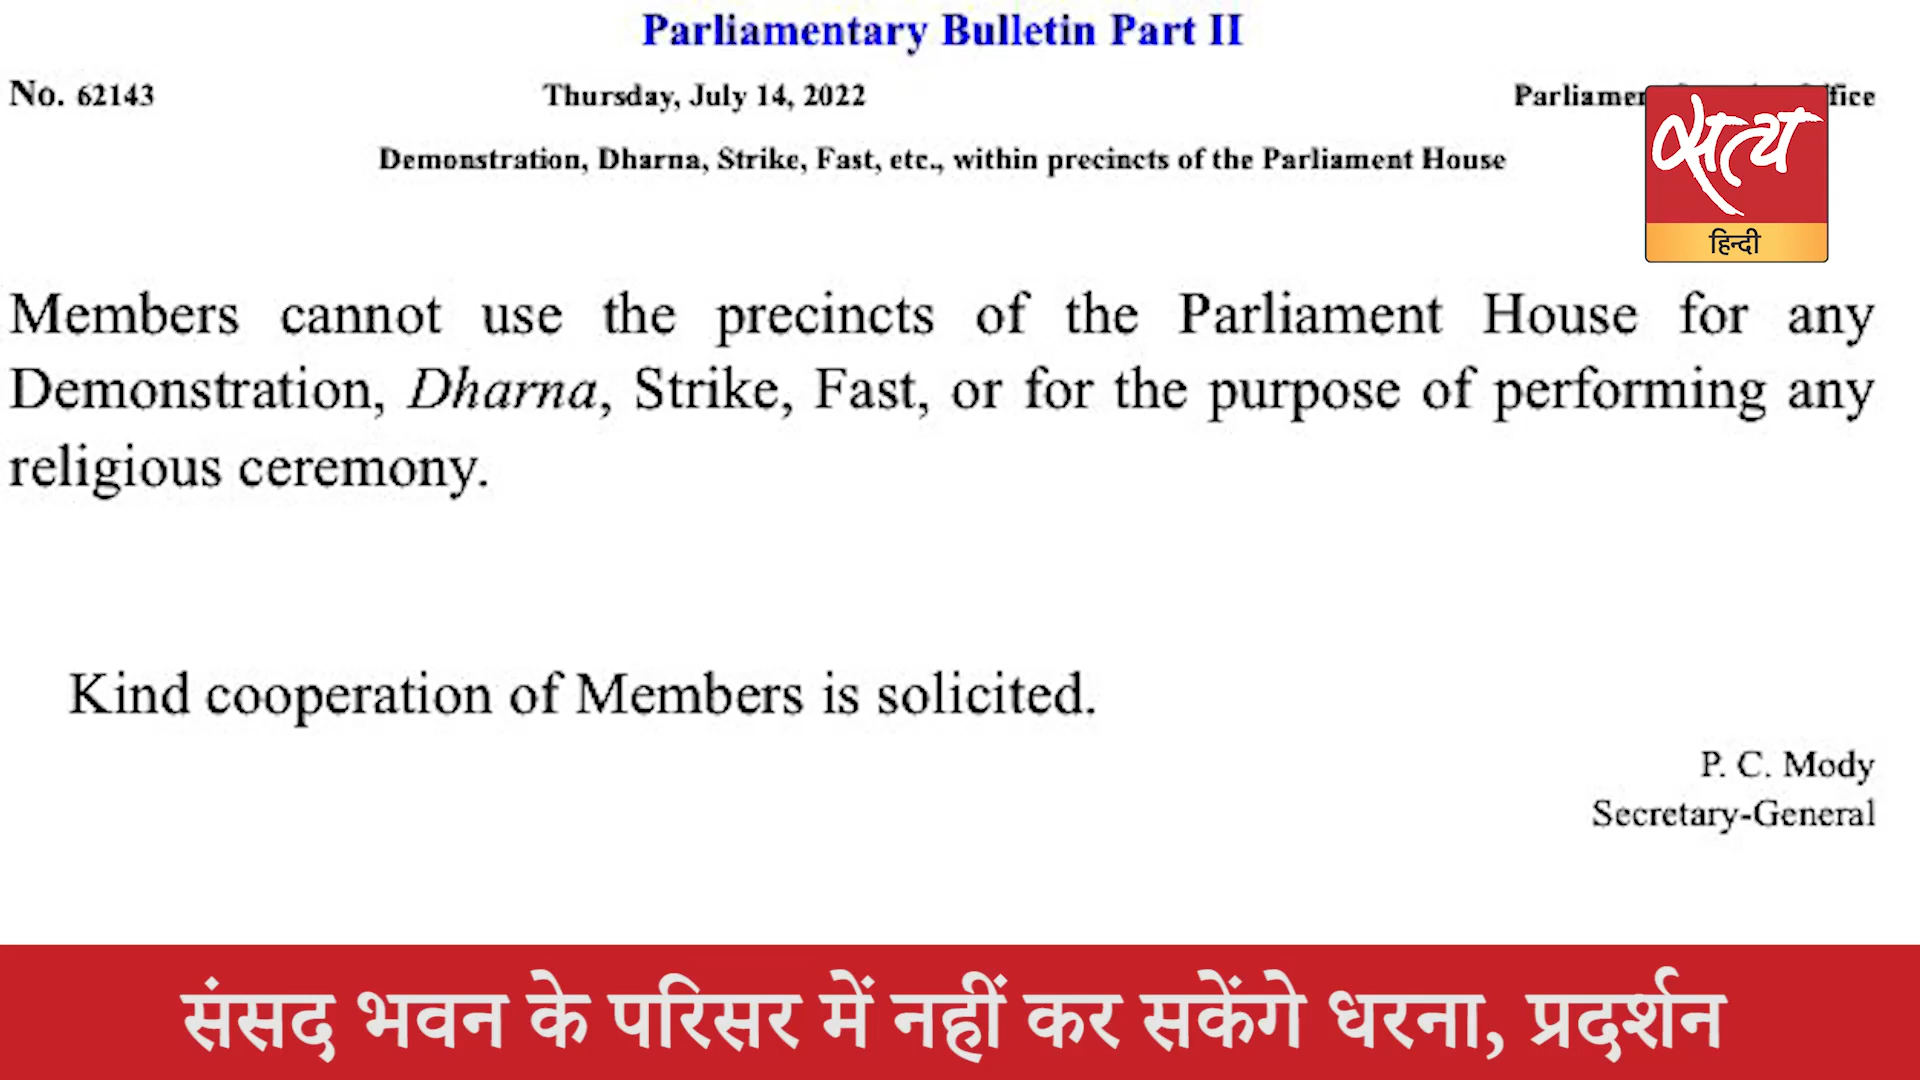 Parliamentary Bulletin Part II
No. 62143 Thursday, July 14, 2022
Demonstration, Dharna, Strike, Fast, etc., within precincts of the Parliament House
सत्य
हिन्दी
Members cannot use the precincts of the Parliament House for any
Demonstration, Dharna, Strike, Fast, or for the purpose of performing any
religious ceremony.
Kind cooperation of Members is solicited.
P. C. Mody
Secretary-General
संसद भवन के परिसर में नहीं कर सकेंगे धरना, प्रदर्शन